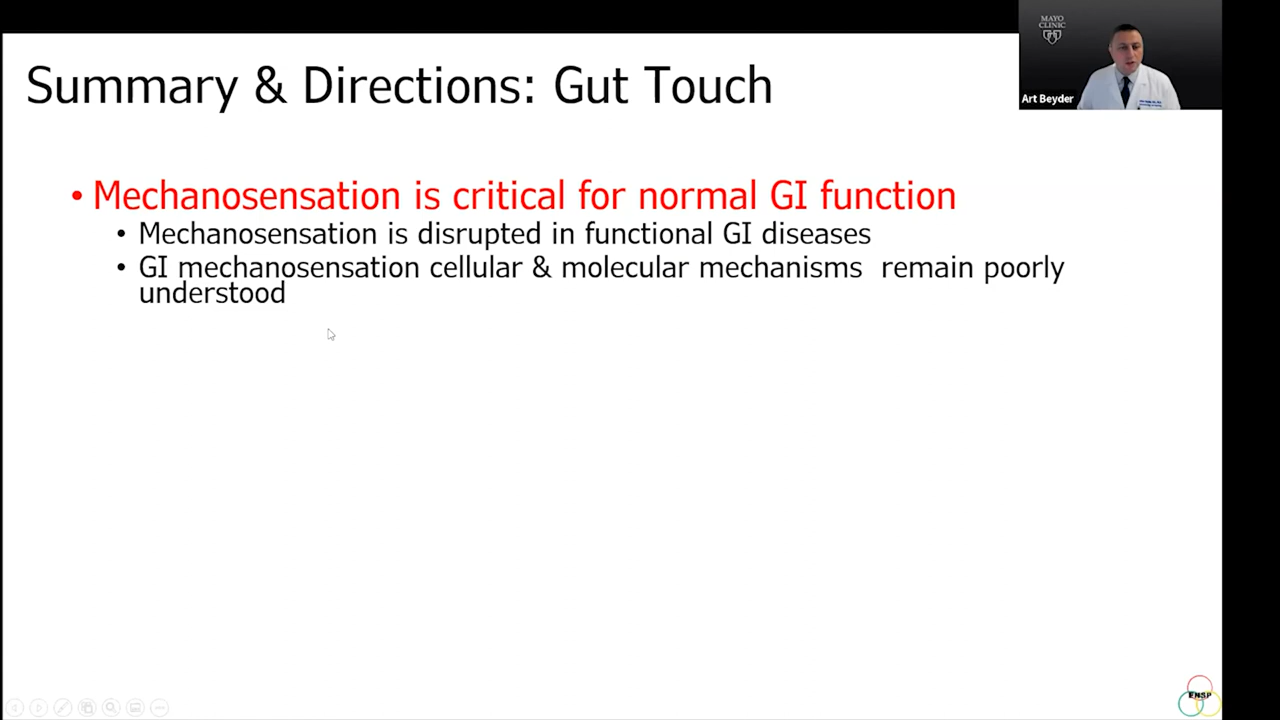 MAYO
CLINIC
Art Beyder
Summary & Directions: Gut Touch
• Mechanosensation is critical for normal GI function
• Mechanosensation is disrupted in functional GI diseases
• GI mechanosensation cellular & molecular mechanisms remain poorly
understood
ENSP